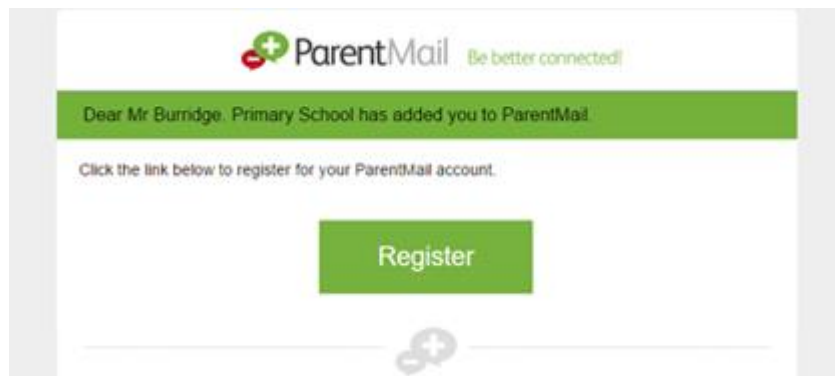 ParentMail Be better connected!
Dear Mr Burridge. Primary School has added you to ParentMail.
Click the link below to register for your ParentMail account.
Register